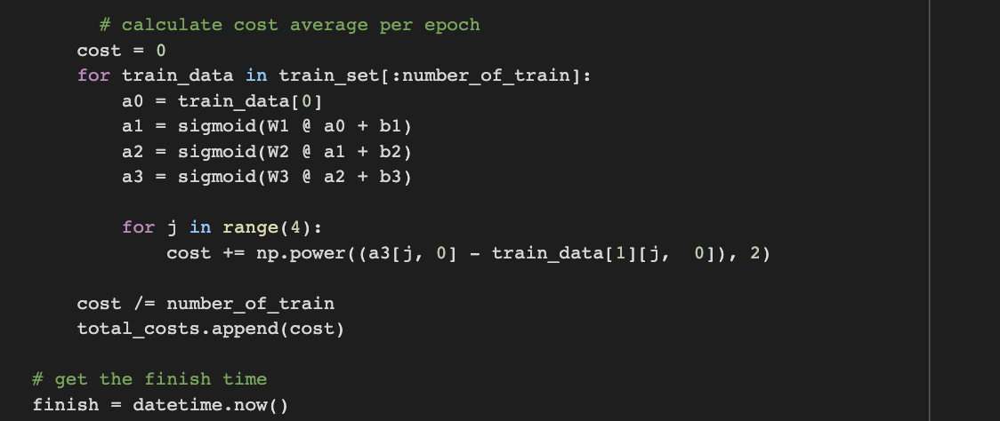 # calculate cost average per epoch
cost = 0
for train_data in train_set[:number_of_train]:
a0 = train_data[0]
a1 = sigmoid(W1 @ a0 + b1)
a2 = sigmoid(W2 @ a1 + b2)
a3 = sigmoid(W3 @ a2 + b3)
for j in range(4):
cost += np.power((a3[j, 0] - train_data[1][j,  0]), 2)
cost /= number_of_train
total_costs.append(cost)
# get the finish time
finish = datetime.now()